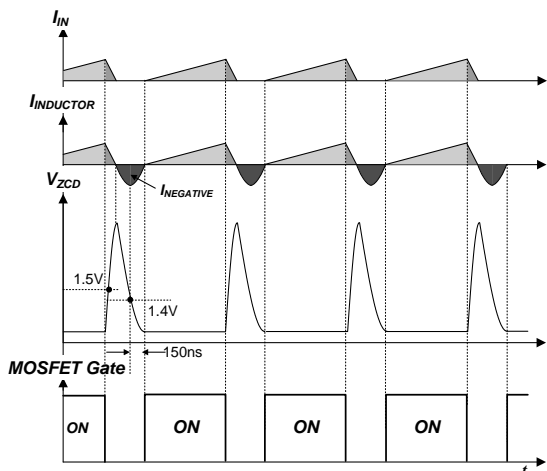 I_IN
I_INDUCTOR
I_NEGATIVE
V_ZCD
1.5V
1.4V
150ns
MOSFET Gate
ON ON ON ON
t